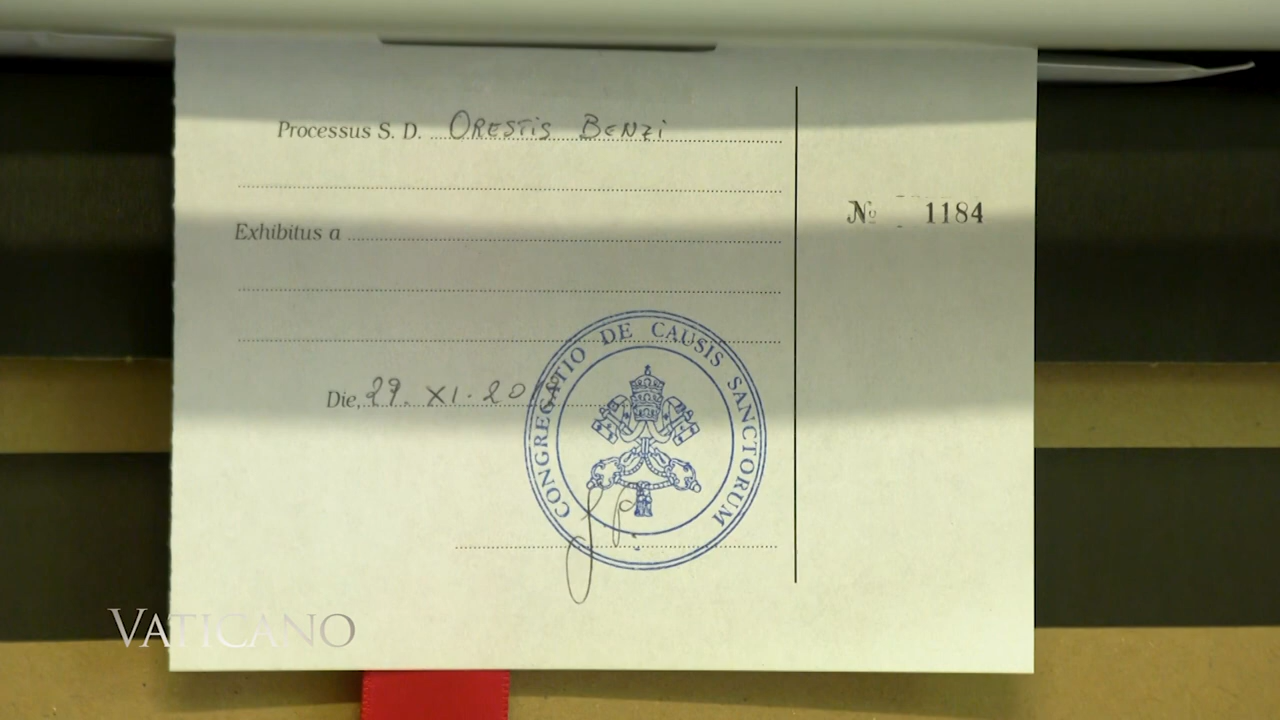 Processus S. D. Orestis Benzi
Nº 1184
Exhibitus a
Die, 29. XI. 20
CONGREGATIO DE CAUSIS SANCTORUM
VATICANO